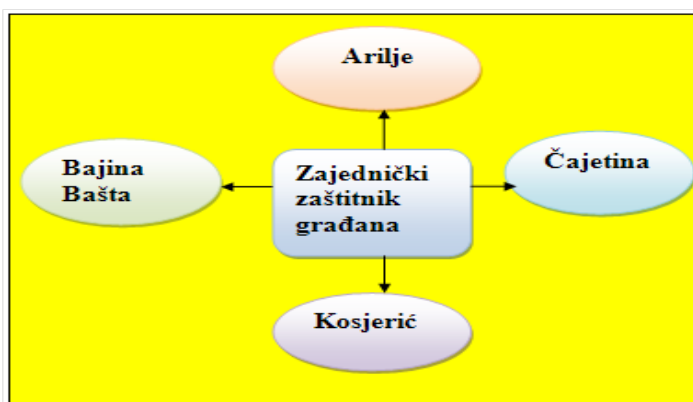 Arilje
Bajina
Bašta
Zajednički
zaštitnik
građana
Čajetina
Kosjerić